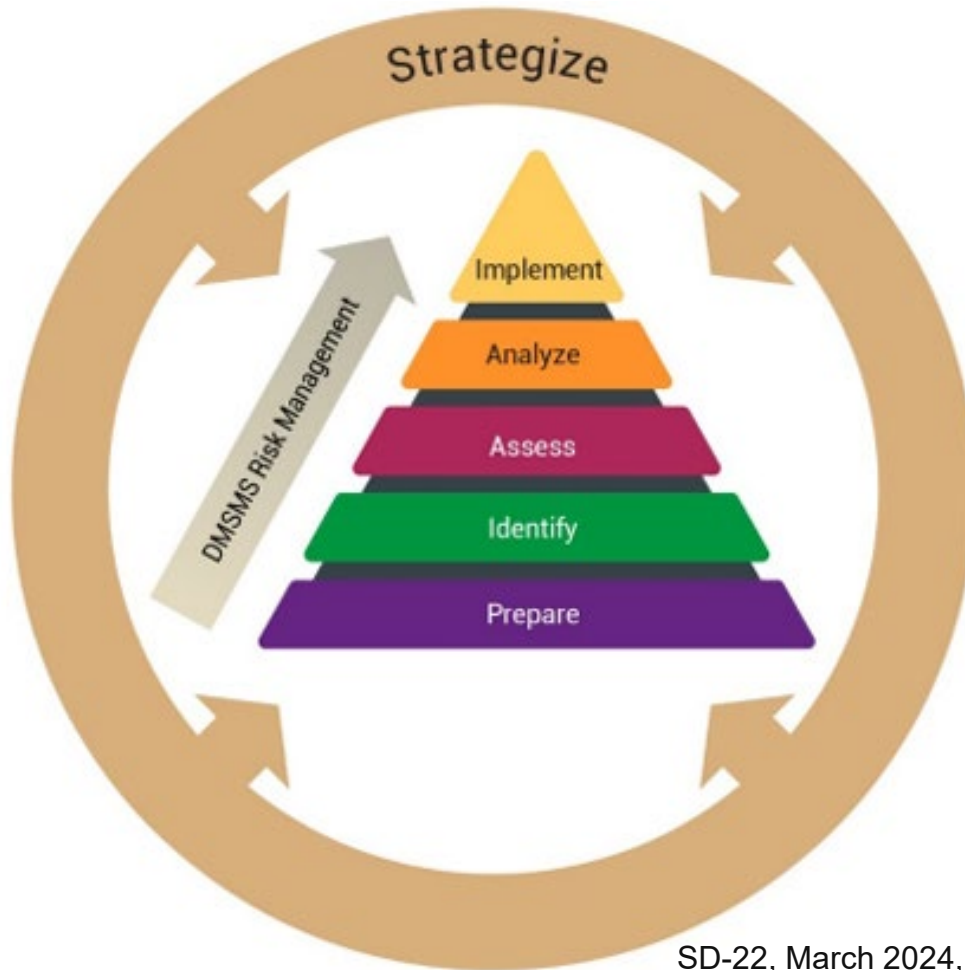 Strategize
Implement
DMSMS Risk Management
Analyze
Assess
Identify
Prepare
SD-22, March 2024,